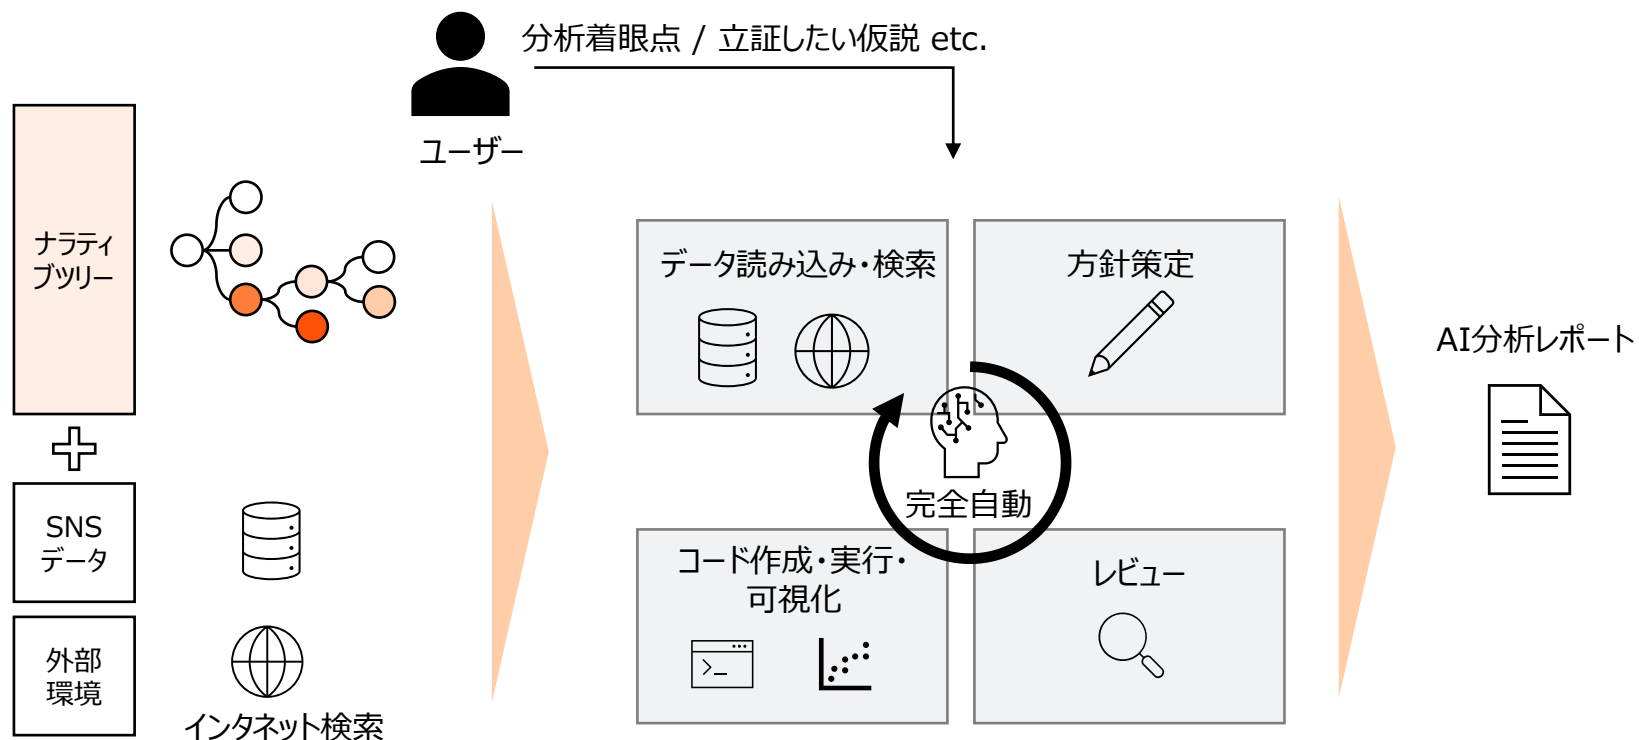 分析着眼点 / 立証したい仮説 etc.
ユーザー
ナラティ
ブツリー
データ読み込み・検索
方針策定
AI分析レポート
完全自動
SNS
データ
コード作成・実行・
可視化
レビュー
外部
環境
インタネット検索